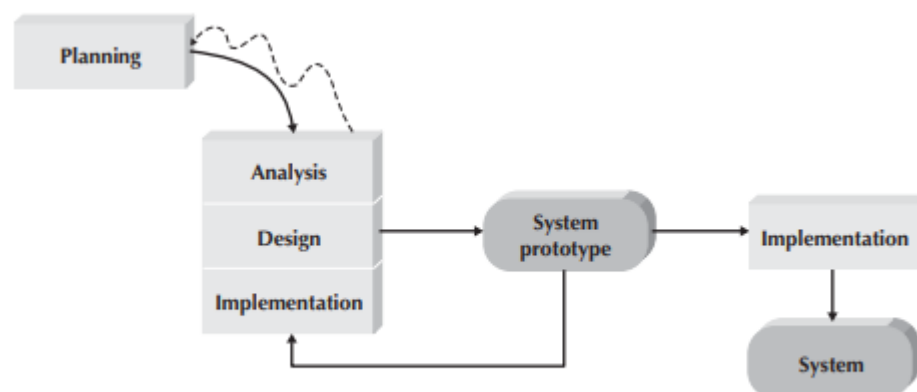 Planning
Analysis
Design
Implementation
System
prototype
Implementation
System